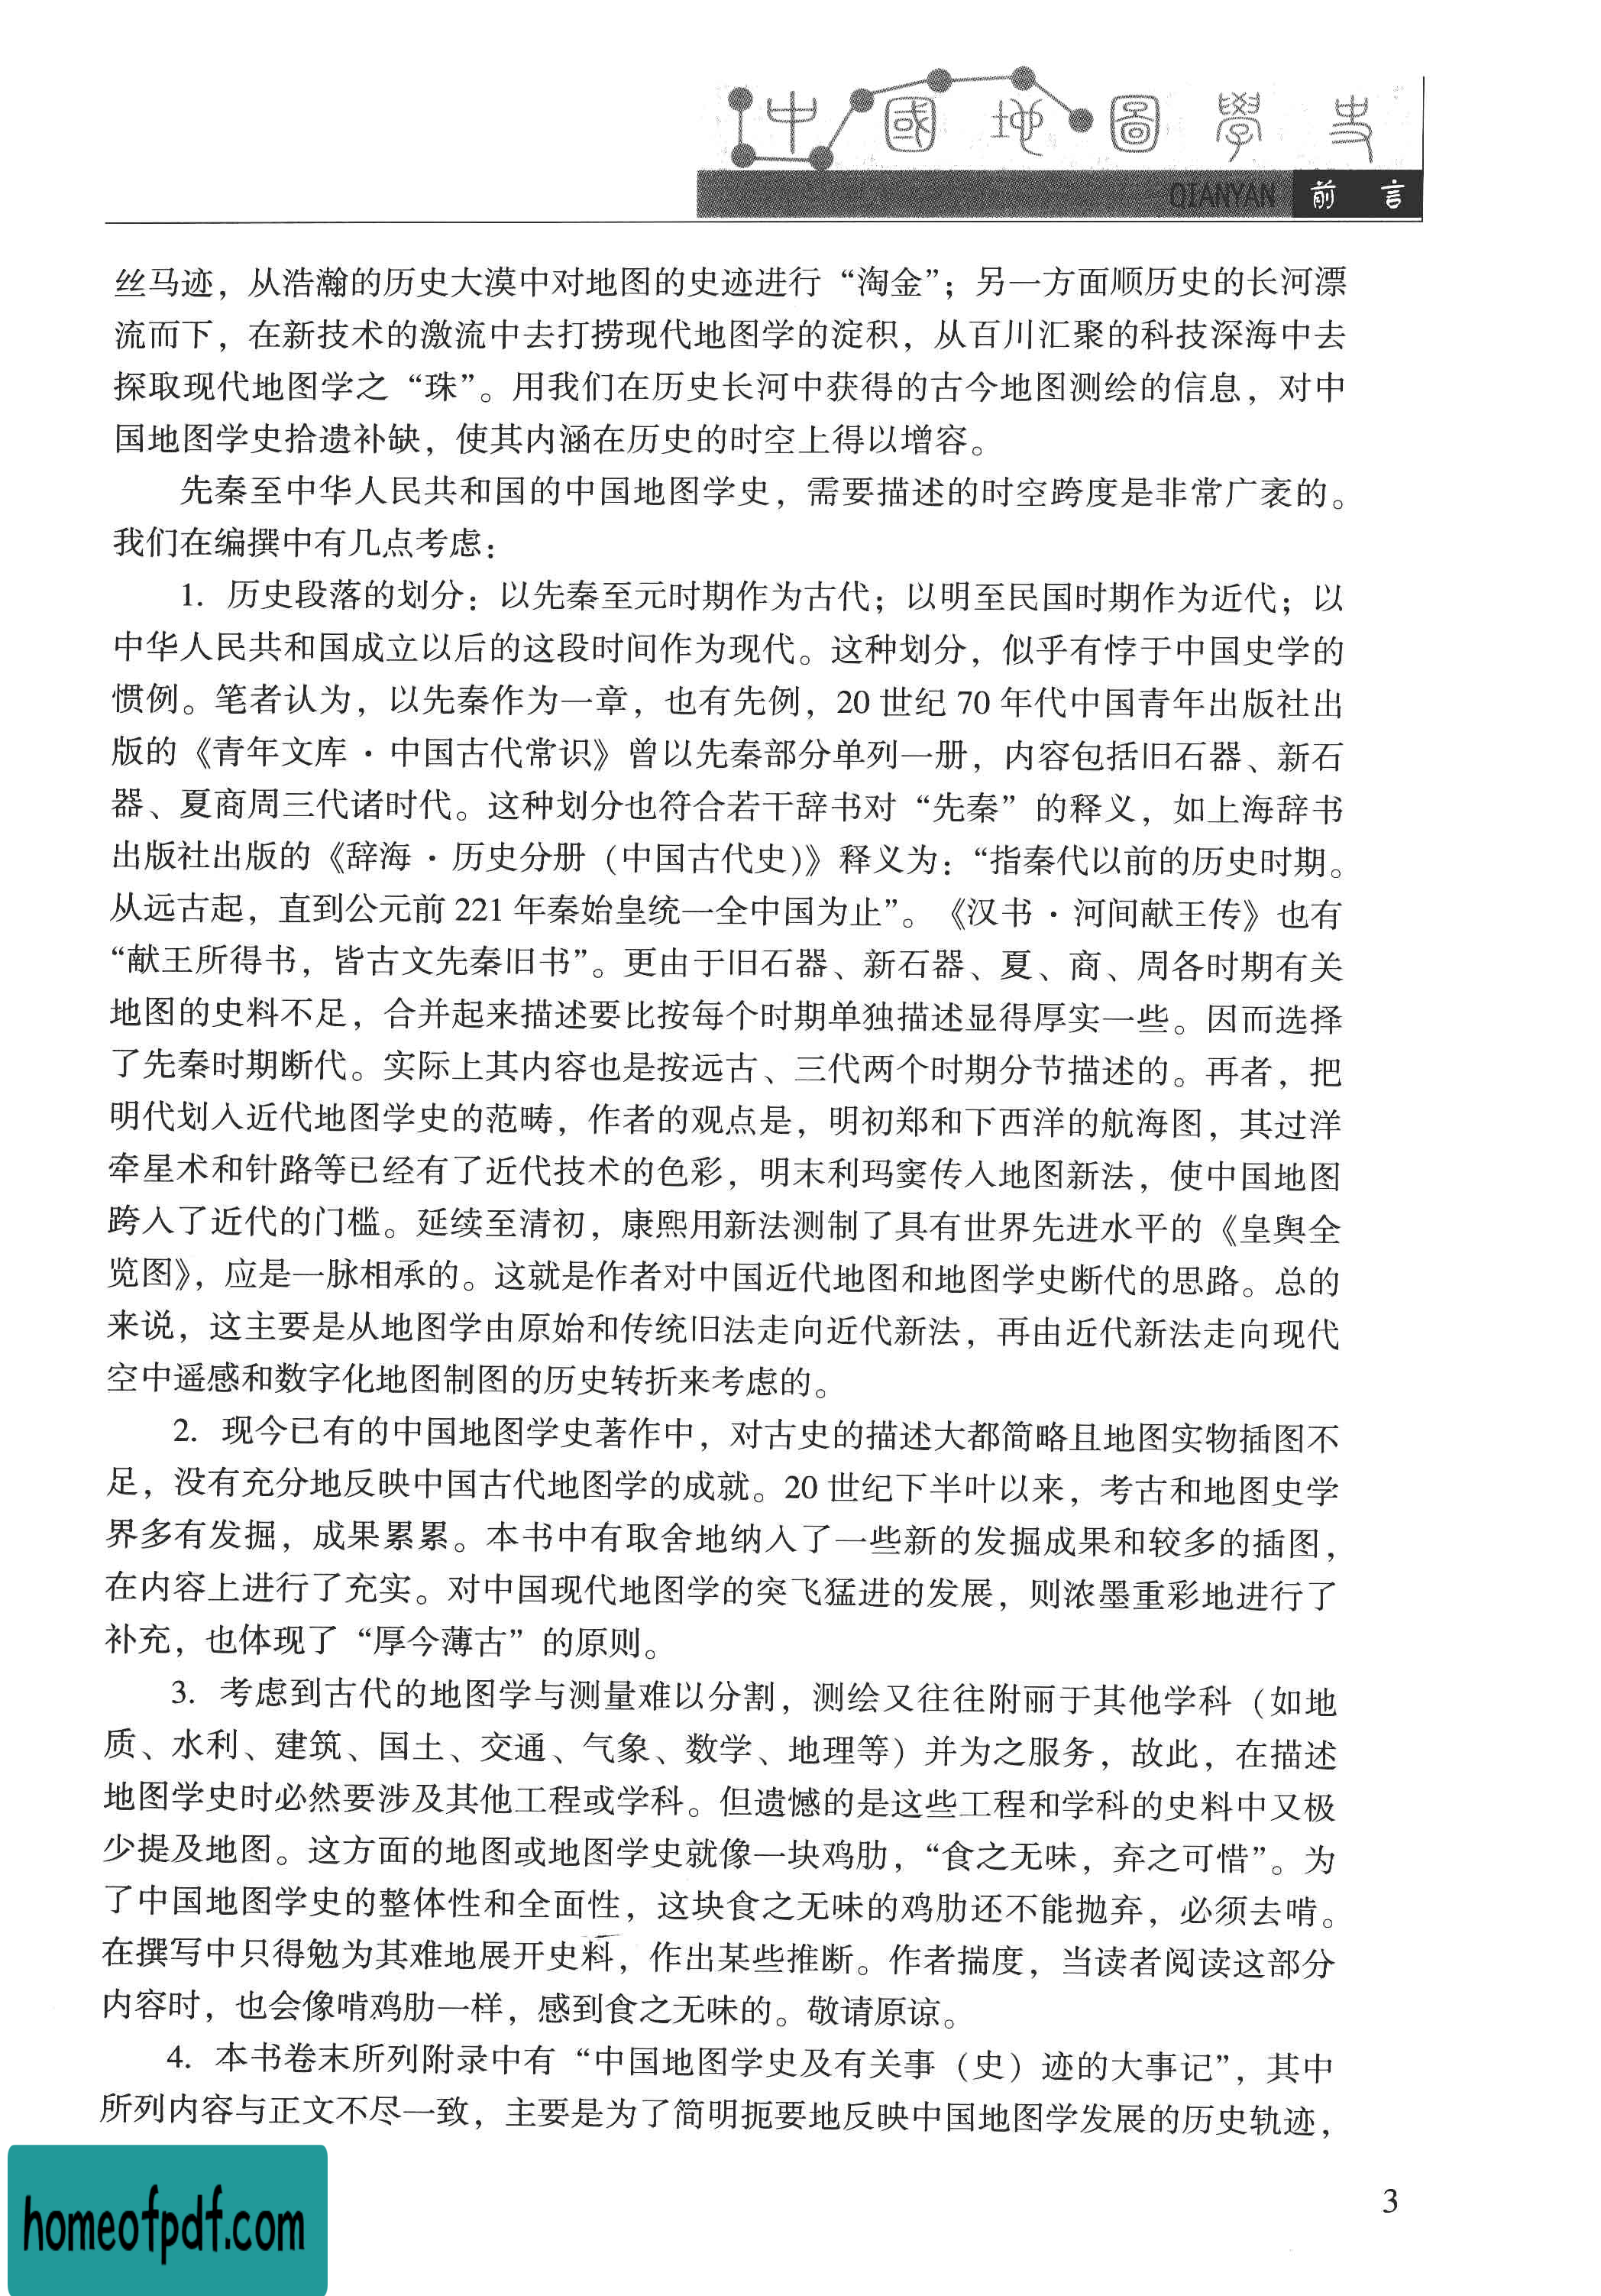 中國地圖學史
QIANYAN 前 言
丝马迹，从浩瀚的历史大漠中对地图的史迹进行“淘金”；另一方面顺历史的长河漂
流而下，在新技术的激流中去打捞现代地图学的淀积，从百川汇聚的科技深海中去
探取现代地图学之“珠”。用我们在历史长河中获得的古今地图测绘的信息，对中
国地图学史拾遗补缺，使其内涵在历史的时空上得以增容。
先秦至中华人民共和国的中国地图学史，需要描述的时空跨度是非常广袤的。
我们在编撰中有几点考虑：
1. 历史段落的划分：以先秦至元时期作为古代；以明至民国时期作为近代；以
中华人民共和国成立以后的这段时间作为现代。这种划分，似乎有悖于中国史学的
惯例。笔者认为，以先秦作为一章，也有先例，20 世纪 70 年代中国青年出版社出
版的《青年文库·中国古代常识》曾以先秦部分单列一册，内容包括旧石器、新石
器、夏商周三代诸时代。这种划分也符合若干辞书对“先秦”的释义，如上海辞书
出版社出版的《辞海·历史分册（中国古代史）》释义为：“指秦代以前的历史时期。
从远古起，直到公元前 221 年秦始皇统一全中国为止”。《汉书·河间献王传》也有
“献王所得书，皆古文先秦旧书”。更由于旧石器、新石器、夏、商、周各时期有关
地图的史料不足，合并起来描述要比按每个时期单独描述显得厚实一些。因而选择
了先秦时期断代。实际上其内容也是按远古、三代两个时期分节描述的。再者，把
明代划入近代地图学史的范畴，作者的观点是，明初郑和下西洋的航海图，其过洋
牵星术和针路等已经有了近代技术的色彩，明末利玛窦传入地图新法，使中国地图
跨入了近代的门槛。延续至清初，康熙用新法测制了具有世界先进水平的《皇舆全
览图》，应是一脉相承的。这就是作者对中国近代地图和地图学史断代的思路。总的
来说，这主要是从地图学由原始和传统旧法走向近代新法，再由近代新法走向现代
空中遥感和数字化地图制图的历史转折来考虑的。
2. 现今已有的中国地图学史著作中，对古史的描述大都简略且地图实物插图不
足，没有充分地反映中国古代地图学的成就。20 世纪下半叶以来，考古和地图史学
界多有发掘，成果累累。本书中有取舍地纳入了一些新的发掘成果和较多的插图，
在内容上进行了充实。对中国现代地图学的突飞猛进的发展，则浓墨重彩地进行了
补充，也体现了“厚今薄古”的原则。
3. 考虑到古代的地图学与测量难以分割，测绘又往往附丽于其他学科（如地
质、水利、建筑、国土、交通、气象、数学、地理等）并为之服务，故此，在描述
地图学史时必然要涉及其他工程或学科。但遗憾的是这些工程和学科的史料中又极
少提及地图。这方面的地图或地图学史就像一块鸡肋，“食之无味，弃之可惜”。为
了中国地图学史的整体性和全面性，这块食之无味的鸡肋还不能抛弃，必须去啃。
在撰写中只得勉为其难地展开史料，作出某些推断。作者揣度，当读者阅读这部分
内容时，也会像啃鸡肋一样，感到食之无味的。敬请原谅。
4. 本书卷末所列附录中有“中国地图学史及有关事（史）迹的大事记”，其中
所列内容与正文不尽一致，主要是为了简明扼要地反映中国地图学发展的历史轨迹，
3
homeofpdf.com